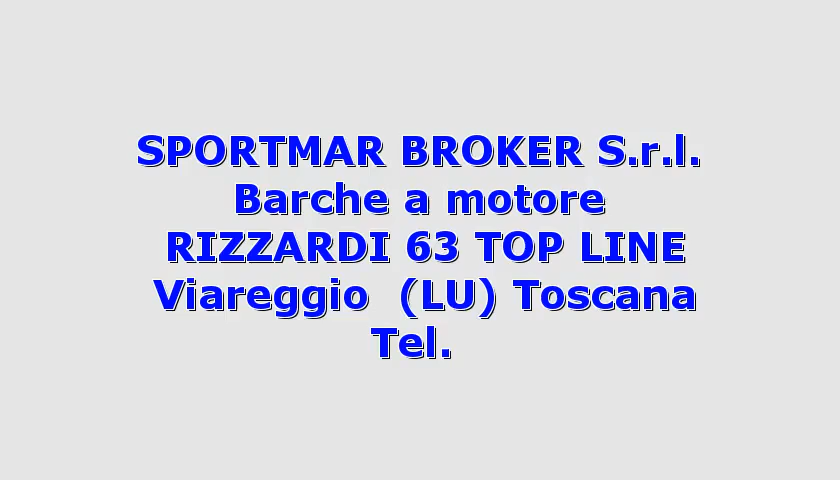 SPORTMAR BROKER S.r.l.
Barche a motore
RIZZARDI 63 TOP LINE
Viareggio  (LU) Toscana
Tel.